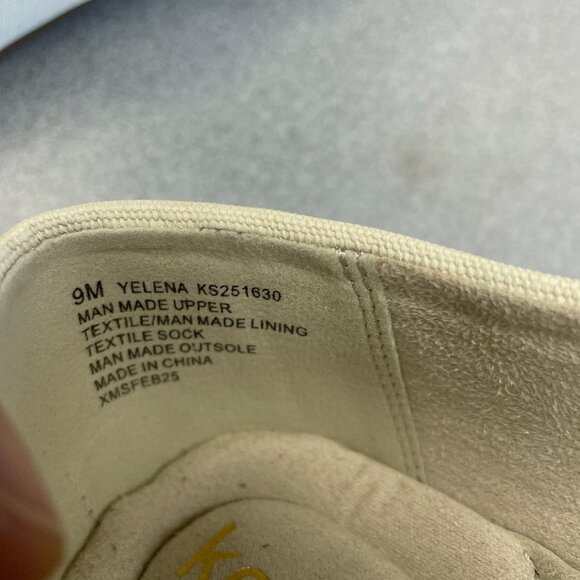 9M YELENA KS251630
MAN MADE UPPER
TEXTILE/MAN MADE LINING
TEXTILE SOCK
MAN MADE OUTSOLE
MADE IN CHINA
XMSFEB25